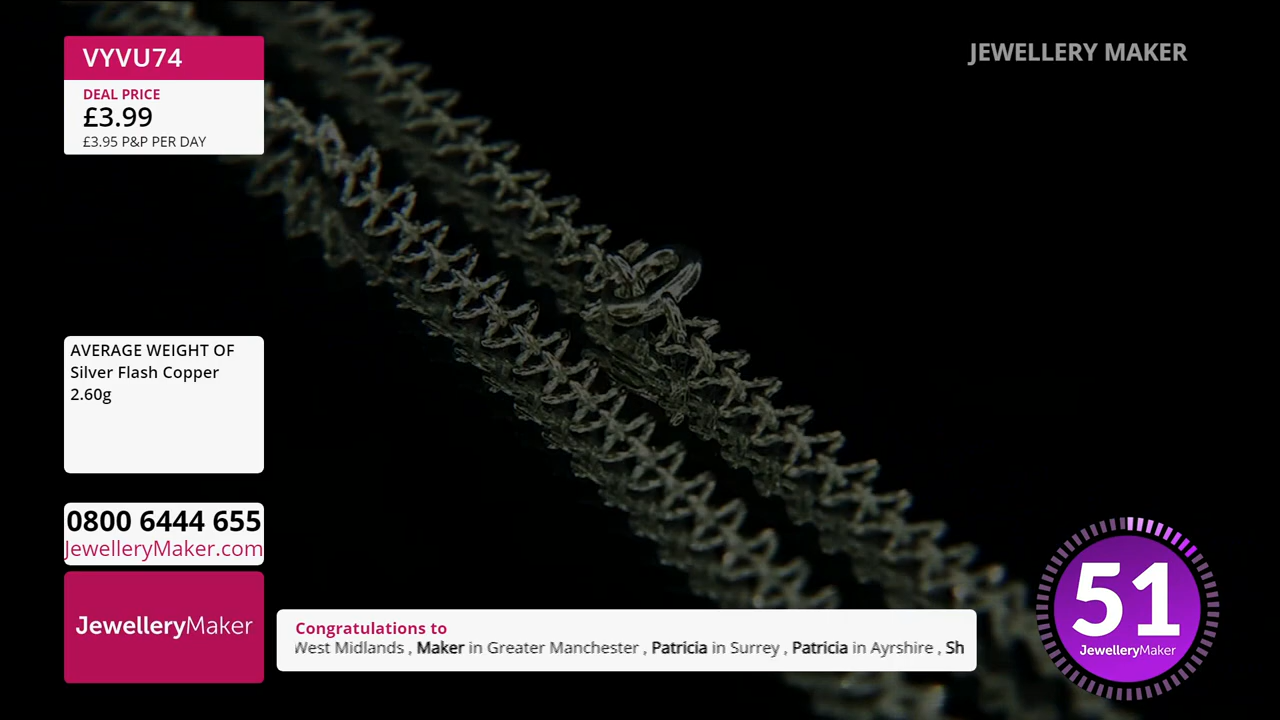 VYVU74
DEAL PRICE
£3.99
£3.95 P&P PER DAY
JEWELLERY MAKER
AVERAGE WEIGHT OF
Silver Flash Copper
2.60g
0800 6444 655
JewelleryMaker.com
JewelleryMaker
Congratulations to
West Midlands , Maker in Greater Manchester , Patricia in Surrey , Patricia in Ayrshire , Sh
51
JewelleryMaker